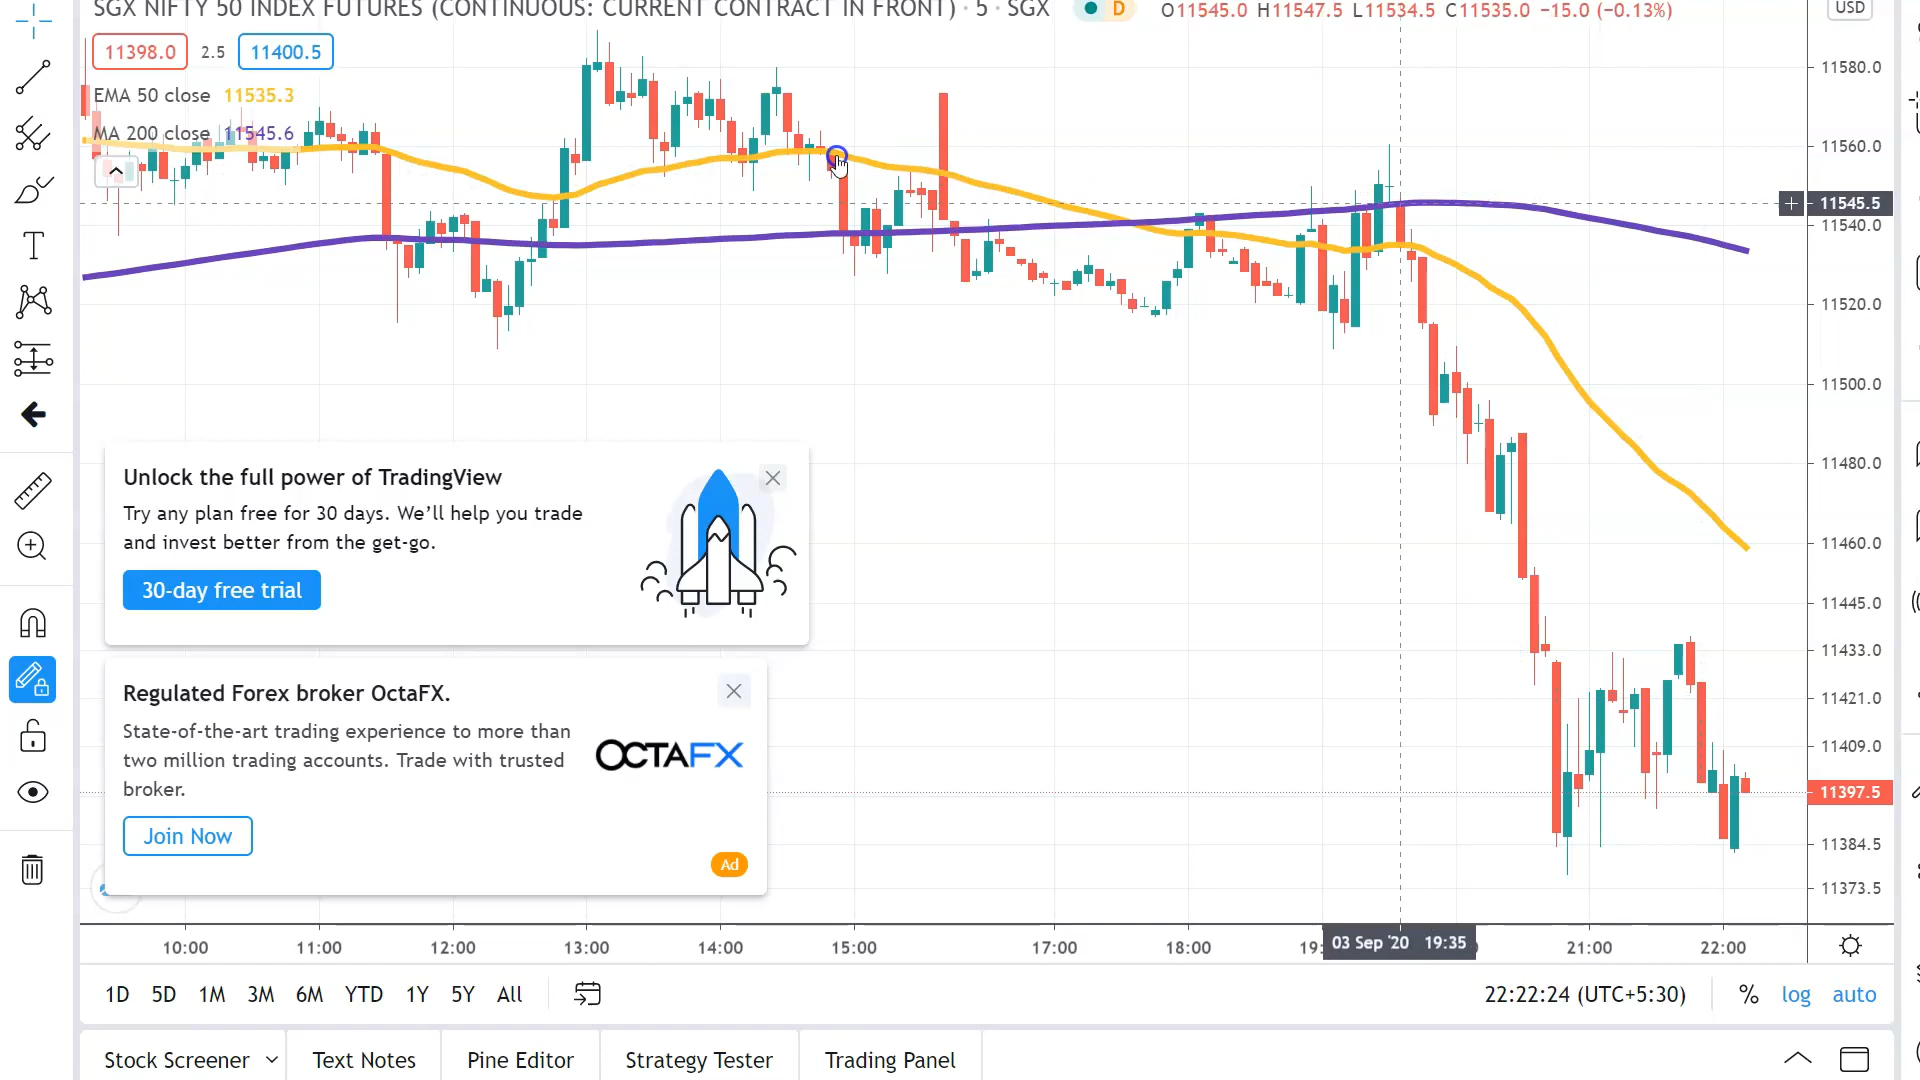 SGX NIFTY 50 INDEX FUTURES (CONTINUOUS: CURRENT CONTRACT IN FRONT) · 5 · SGX D O11545.0 H11547.5 L11534.5 C11535.0 −15.0 (−0.13%) USD
11398.0 2.5 11400.5
EMA 50 close 11535.3
MA 200 close 11545.6
11580.0
11560.0
11545.5
11540.0
11520.0
11500.0
11480.0
11460.0
11445.0
11433.0
11421.0
11409.0
11397.5
11384.5
11373.5
Unlock the full power of TradingView
Try any plan free for 30 days. We’ll help you trade
and invest better from the get-go.
30-day free trial
Regulated Forex broker OctaFX.
State-of-the-art trading experience to more than
two million trading accounts. Trade with trusted
broker.
OCTAFX
Join Now
Ad
10:00 11:00 12:00 13:00 14:00 15:00 17:00 18:00 03 Sep '20 19:35 21:00 22:00
1D 5D 1M 3M 6M YTD 1Y 5Y All 22:22:24 (UTC+5:30) % log auto
Stock Screener Text Notes Pine Editor Strategy Tester Trading Panel